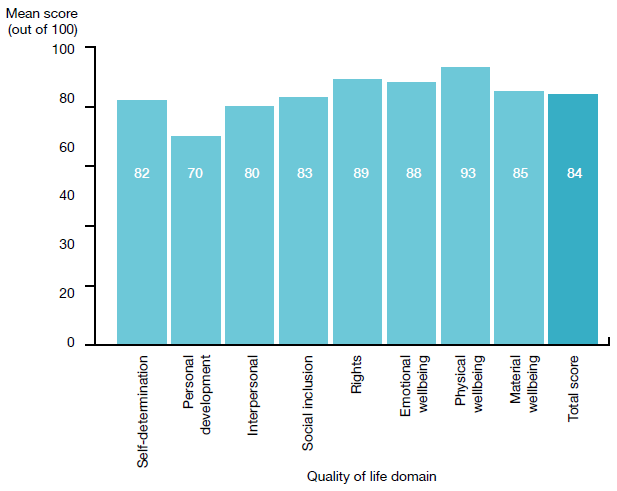 Mean score
(out of 100)
100
80
60
40
30
20
0
82
70
80
83
89
88
93
85
84
Self-determination
Personal
development
Interpersonal
Social inclusion
Rights
Emotional
wellbeing
Physical
wellbeing
Material
wellbeing
Total score
Quality of life domain